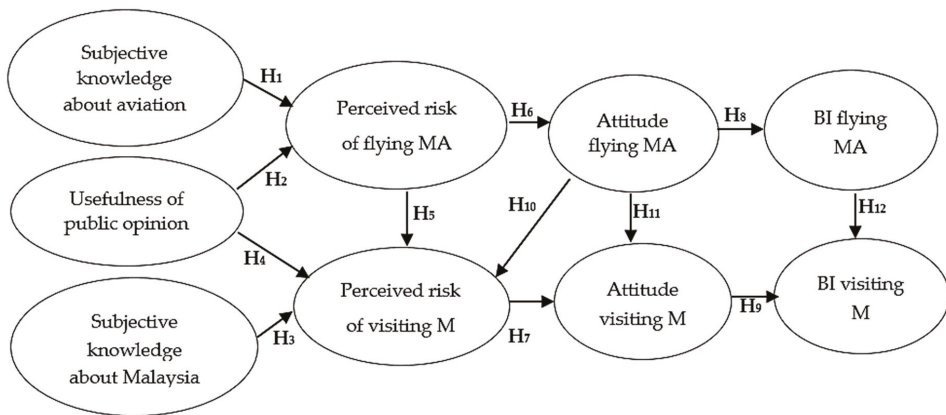 Subjective
knowledge
about aviation
H1
Perceived risk
of flying MA
H6
Attitude
flying MA
H8
BI flying
MA
H2
Usefulness of
public opinion
H4
H5
H10
H11
H12
Perceived risk
of visiting M
H7
Attitude
visiting M
H9
BI visiting
M
H3
Subjective
knowledge
about Malaysia